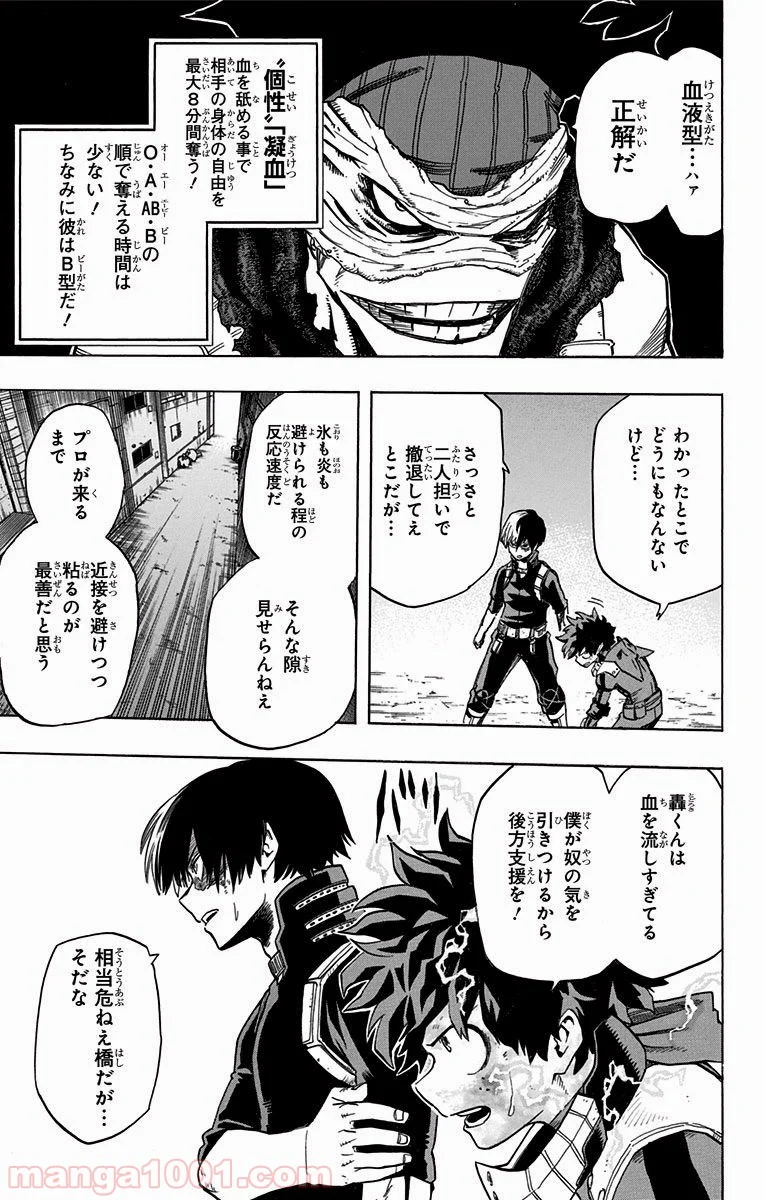 血液型…ハァ
正解だ
〝個性〟「凝血」
血を舐める事で
相手の身体の自由を
最大8分間奪う!
O・A・AB・Bの
順で奪える時間は
少ない!
ちなみに彼はB型だ!
わかったとこで
どうにもなんない
けど…
さっさと
二人担いで
撤退してえ
とこだが…
氷も炎も
避けられる程の
反応速度だ
そんな隙
見せらんねえ
プロが来る
まで
近接を避けつつ
粘るのが
最善だと思う
轟くんは
血を流しすぎてる
僕が奴の気を
引きつけるから
後方支援を!
相当危ねえ橋だが…
そだな
manga1001.com